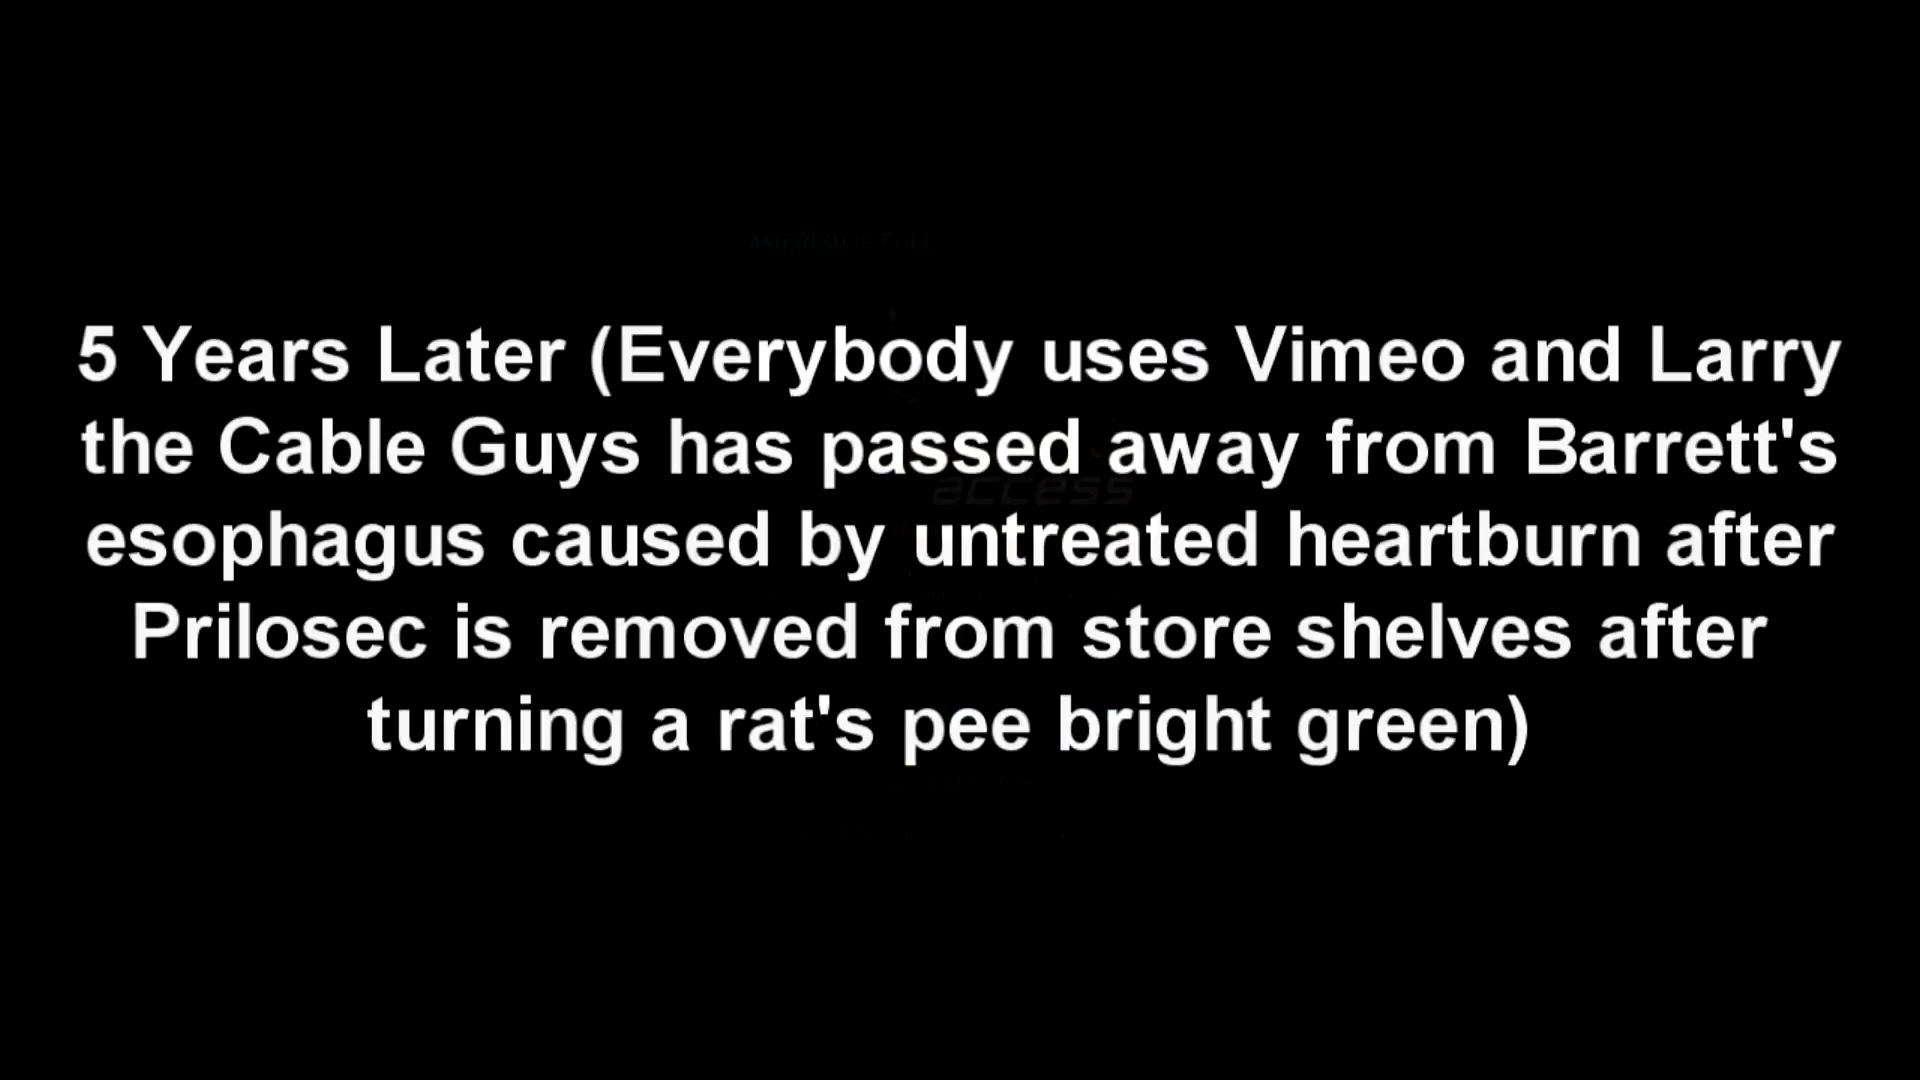 5 Years Later (Everybody uses Vimeo and Larry
the Cable Guys has passed away from Barrett's
access
esophagus caused by untreated heartburn after
Prilosec is removed from store shelves after
turning a rat's pee bright green)